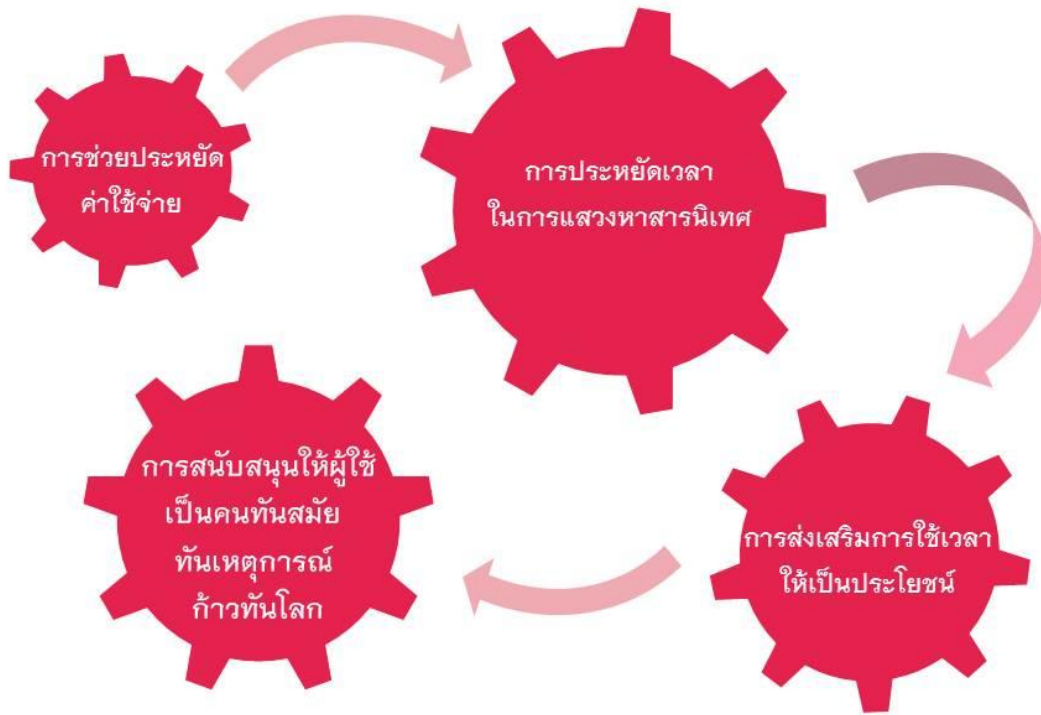 การช่วยประหยัด
ค่าใช้จ่าย
การประหยัดเวลา
ในการแสวงหาสารนิเทศ
การส่งเสริมการใช้เวลา
ให้เป็นประโยชน์
การสนับสนุนให้ผู้ใช้
เป็นคนทันสมัย
ทันเหตุการณ์
ก้าวทันโลก